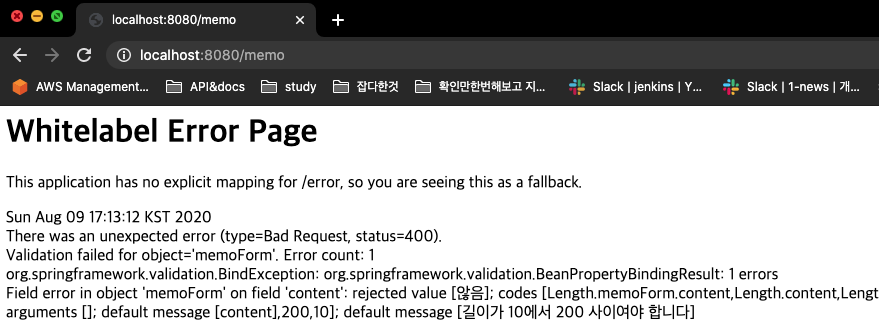 localhost:8080/memo
localhost:8080/memo
AWS Management... API&docs study 잡다한것 확인만한번해보고 지... Slack | jenkins | Y... Slack | 1-news | 개...
Whitelabel Error Page
This application has no explicit mapping for /error, so you are seeing this as a fallback.
Sun Aug 09 17:13:12 KST 2020
There was an unexpected error (type=Bad Request, status=400).
Validation failed for object='memoForm'. Error count: 1
org.springframework.validation.BindException: org.springframework.validation.BeanPropertyBindingResult: 1 errors
Field error in object 'memoForm' on field 'content': rejected value [않음]; codes [Length.memoForm.content,Length.content,Lengt
arguments []; default message [content],200,10]; default message [길이가 10에서 200 사이여야 합니다]